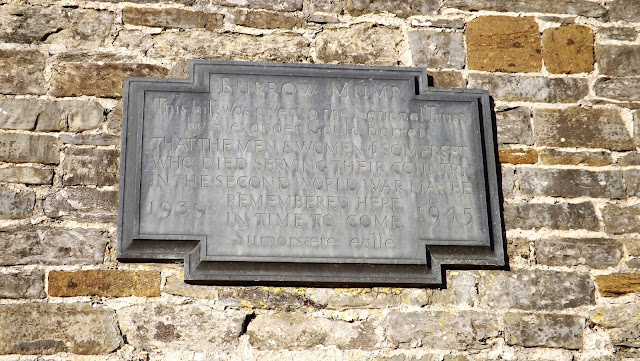 BURROW MUMP
This hill was given to the National Trust
by Alexander Gould Barrett
THAT THE MEN & WOMEN of SOMERSET
WHO DIED SERVING THEIR COUNTRY
IN THE SECOND WORLD WAR MAY BE
REMEMBERED HERE
1939 IN TIME TO COME 1945
Sumorsæte ealle